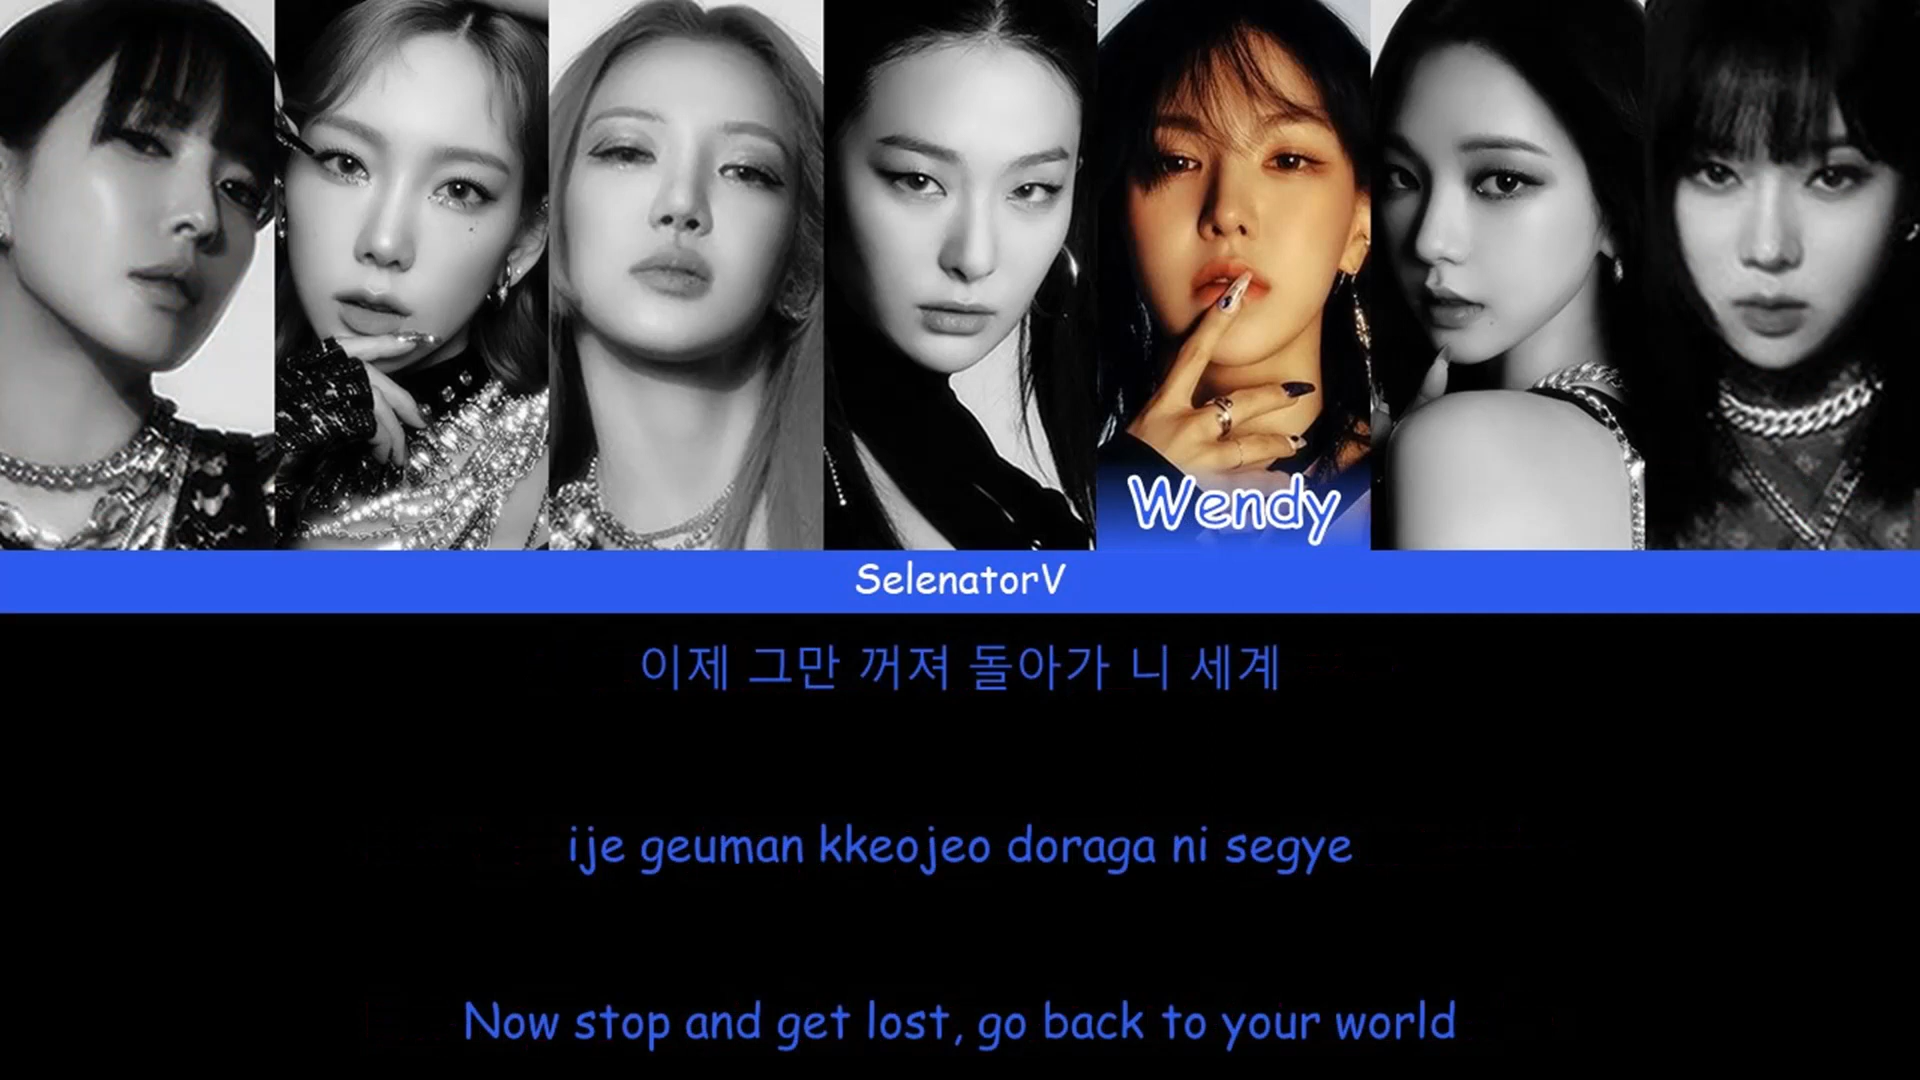 Wendy
SelenatorV
이제 그만 꺼져 돌아가 니 세계
ije geuman kkeojeo doraga ni segye
Now stop and get lost, go back to your world